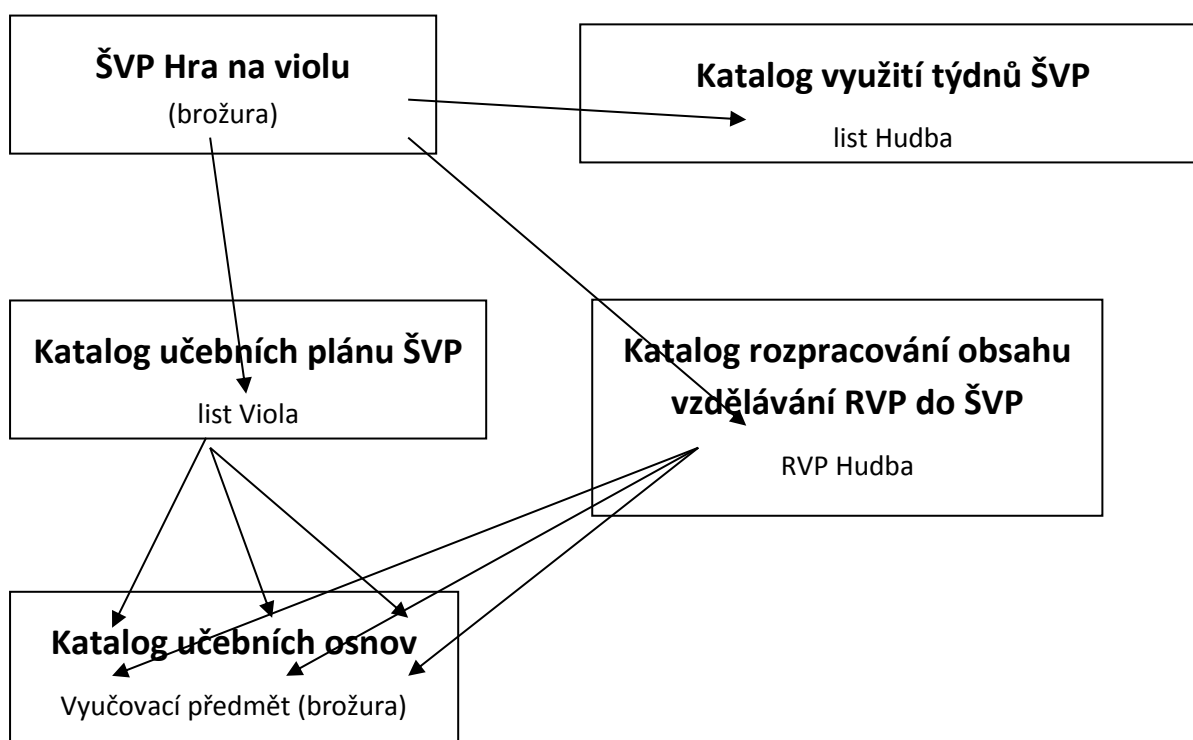 ŠVP Hra na violu
(brožura)
Katalog využití týdnů ŠVP
list Hudba
Katalog učebních plánu ŠVP
list Viola
Katalog rozpracování obsahu
vzdělávání RVP do ŠVP
RVP Hudba
Katalog učebních osnov
Vyučovací předmět (brožura)